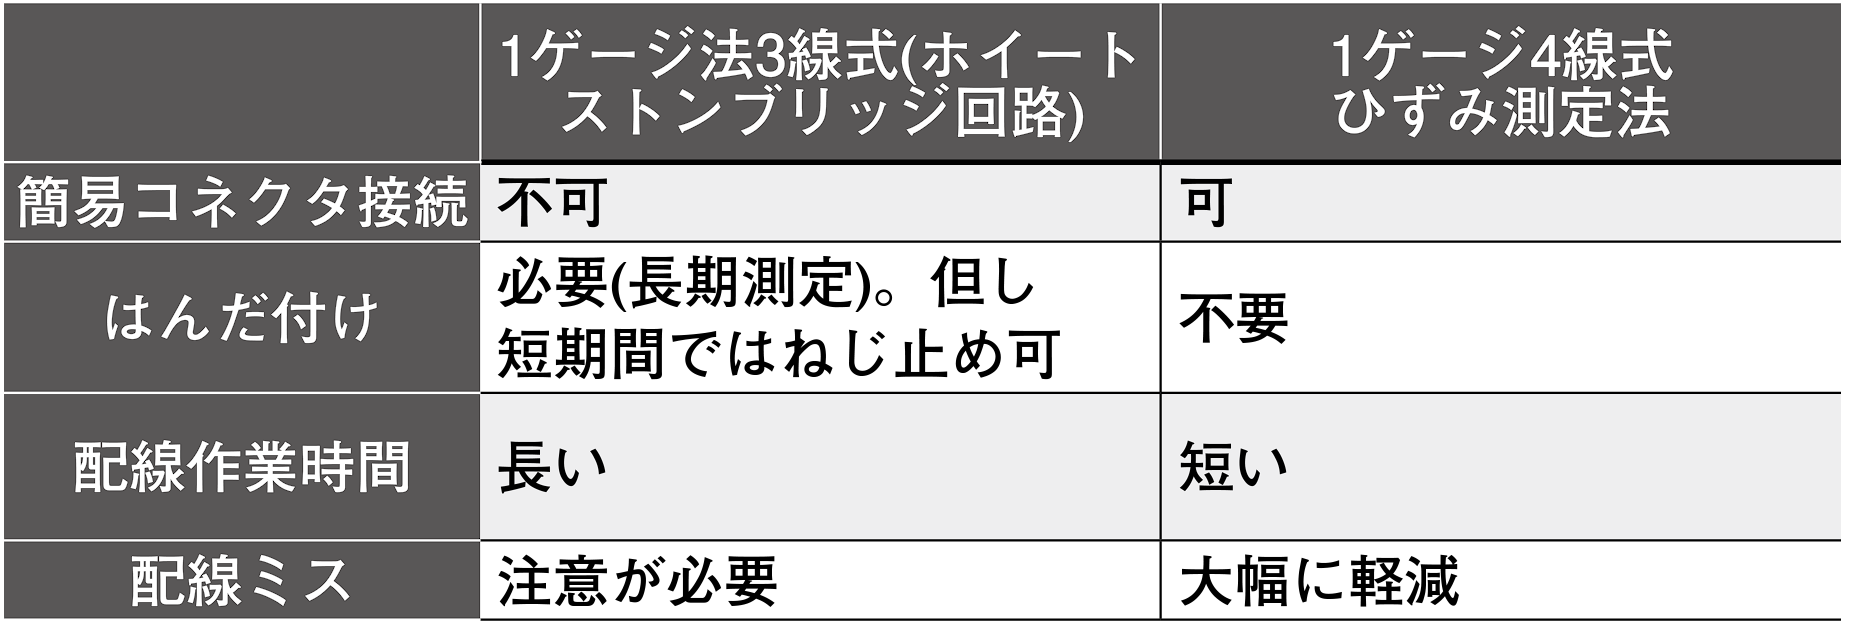 1ゲージ法3線式(ホイート
ストンブリッジ回路)
1ゲージ4線式
ひずみ測定法
簡易コネクタ接続
不可
可
はんだ付け
必要(長期測定)。但し
短期間ではねじ止め可
不要
配線作業時間
長い
短い
配線ミス
注意が必要
大幅に軽減